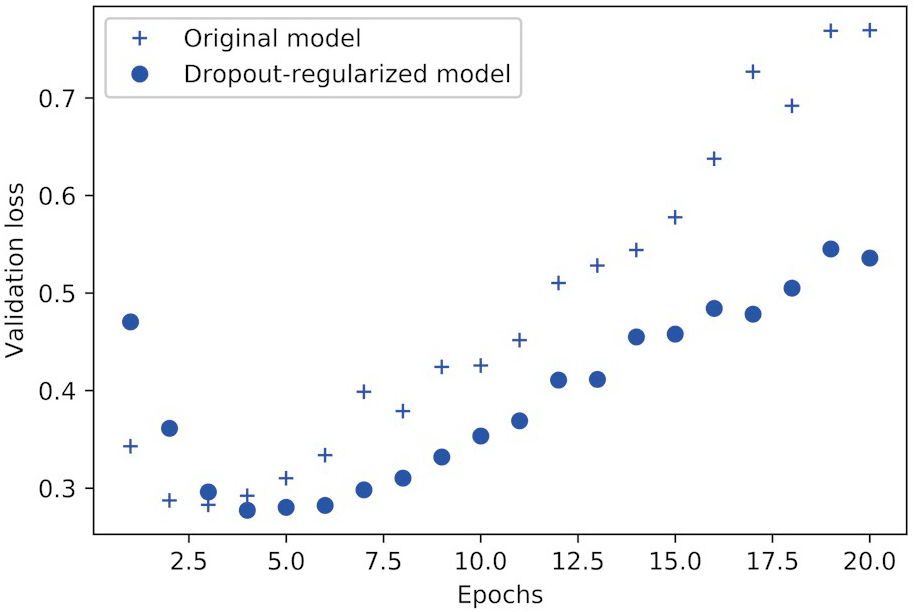 Original model
Dropout-regularized model
0.7
0.6
0.5
0.4
0.3
Validation loss
2.5 5.0 7.5 10.0 12.5 15.0 17.5 20.0
Epochs